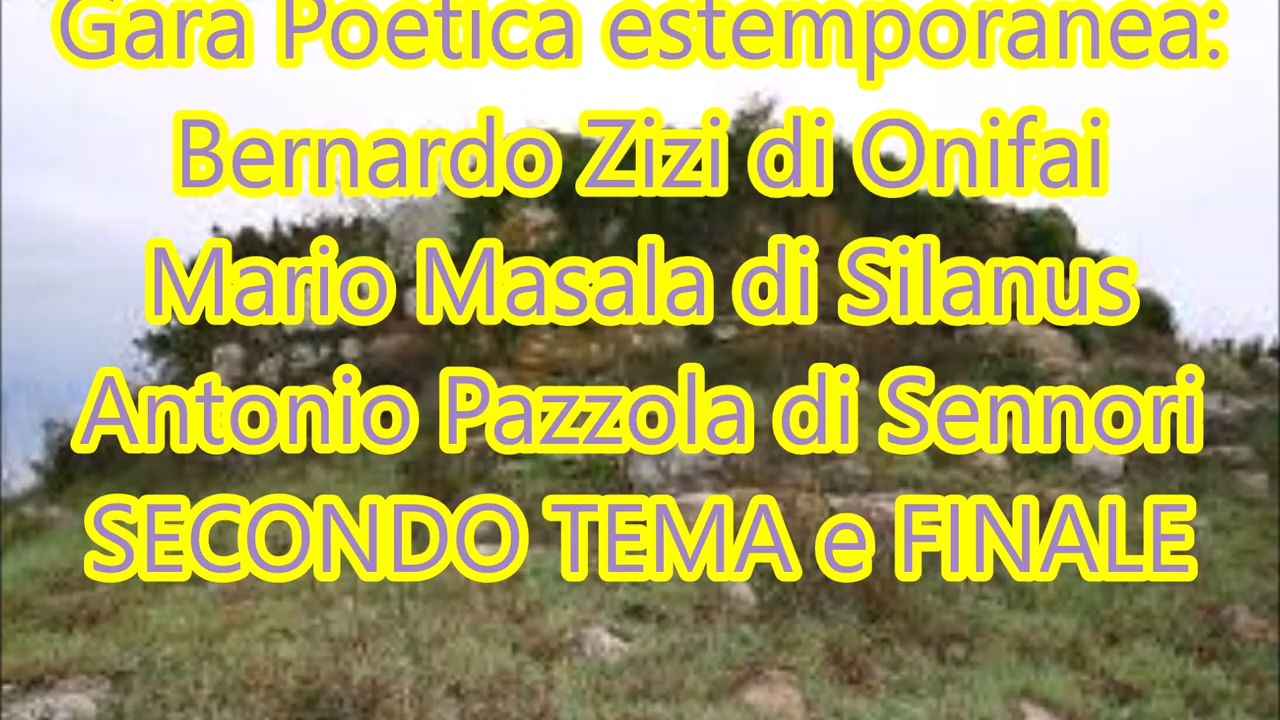 Gara Poetica estemporanea:
Bernardo Zizi di Onifai
Mario Masala di Silanus
Antonio Pazzola di Sennori
SECONDO TEMA e FINALE